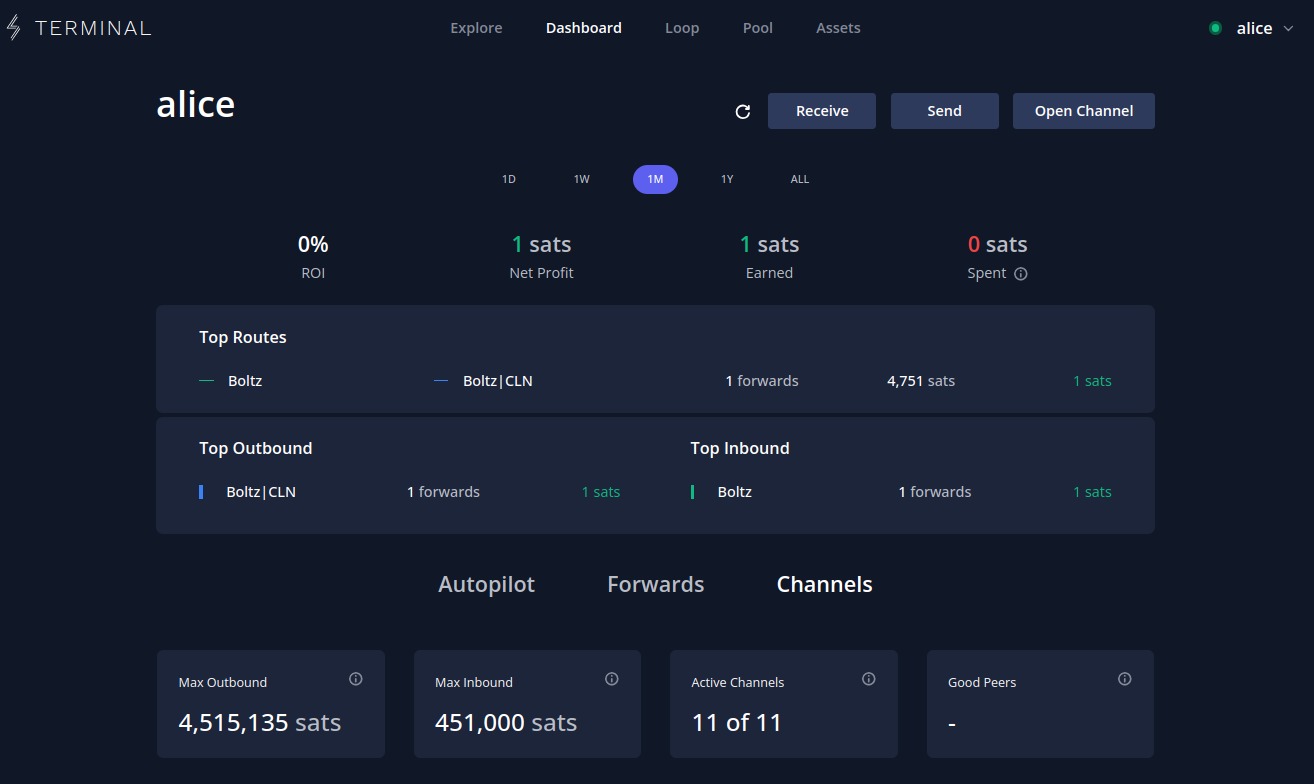 TERMINAL Explore Dashboard Loop Pool Assets alice
alice
Receive Send Open Channel
1D 1W 1M 1Y ALL
0% 1 sats 1 sats 0 sats
ROI Net Profit Earned Spent
Top Routes
Boltz Boltz|CLN 1 forwards 4,751 sats 1 sats
Top Outbound Top Inbound
Boltz|CLN 1 forwards 1 sats Boltz 1 forwards 1 sats
Autopilot Forwards Channels
Max Outbound Max Inbound Active Channels Good Peers
4,515,135 sats 451,000 sats 11 of 11 -